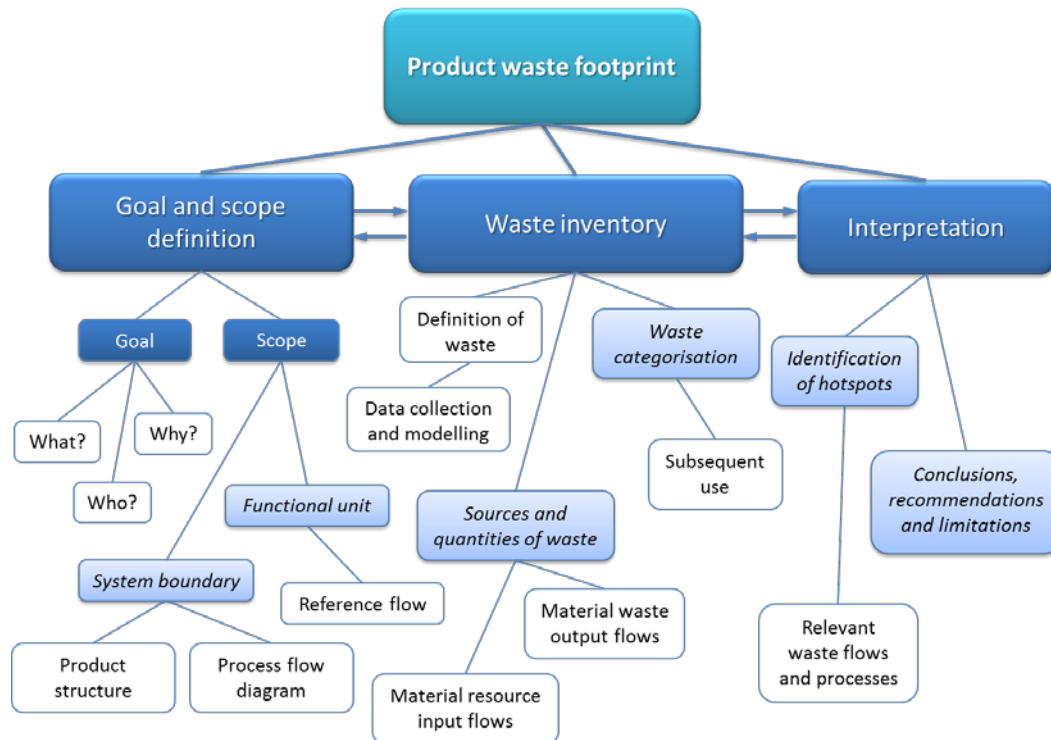 Product waste footprint
Goal and scope
definition
Waste inventory
Interpretation
Goal
Scope
What?
Why?
Who?
Functional unit
System boundary
Reference flow
Product
structure
Process flow
diagram
Definition of
waste
Data collection
and modelling
Waste
categorisation
Subsequent
use
Sources and
quantities of waste
Material waste
output flows
Material resource
input flows
Identification
of hotspots
Conclusions,
recommendations
and limitations
Relevant
waste flows
and processes